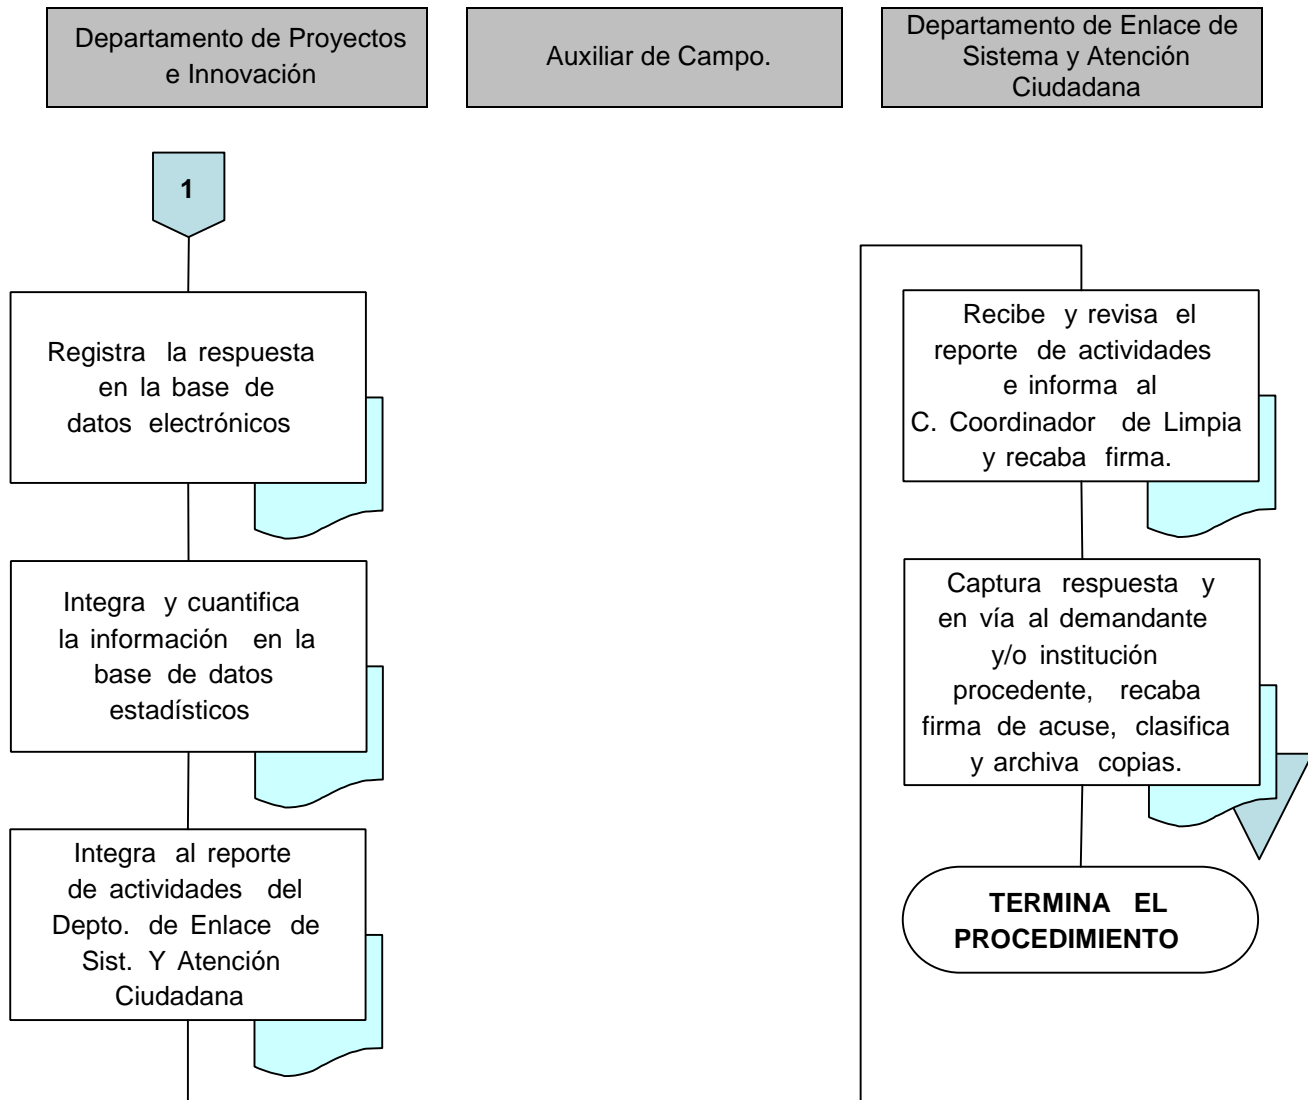 Departamento de Proyectos
e Innovación
Auxiliar de Campo.
Departamento de Enlace de
Sistema y Atención
Ciudadana
1
Registra la respuesta
en la base de
datos electrónicos
Integra y cuantifica
la información en la
base de datos
estadísticos
Integra al reporte
de actividades del
Depto. de Enlace de
Sist. Y Atención
Ciudadana
Recibe y revisa el
reporte de actividades
e informa al
C. Coordinador de Limpia
y recaba firma.
Captura respuesta y
en vía al demandante
y/o institución
procedente, recaba
firma de acuse, clasifica
y archiva copias.
TERMINA EL
PROCEDIMIENTO